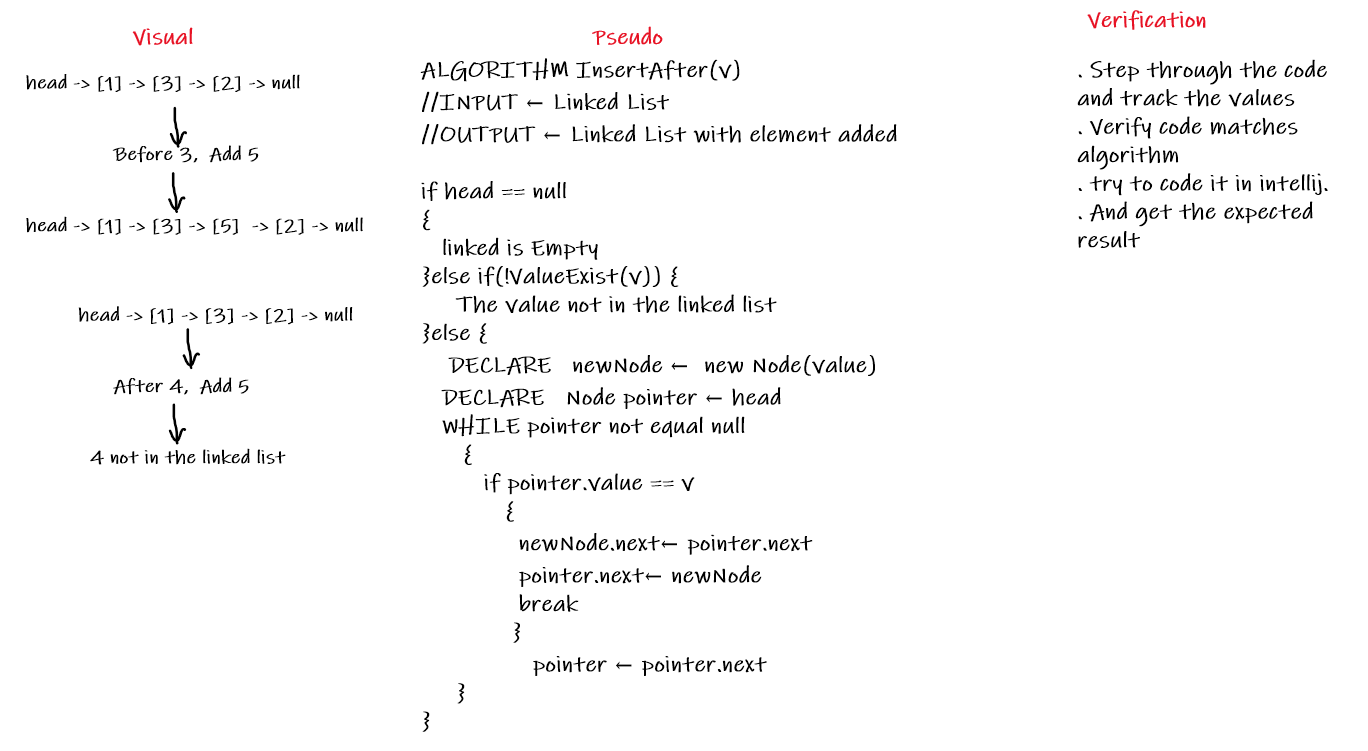 Visual
head -> [1] -> [3] -> [2] -> null
Before 3, Add 5
head -> [1] -> [3] -> [5] -> [2] -> null
head -> [1] -> [3] -> [2] -> null
After 4, Add 5
4 not in the linked list
Pseudo
ALGORITHM InsertAfter(v)
//INPUT ← Linked List
//OUTPUT ← Linked List with element added
if head == null
{
linked is Empty
}else if(!ValueExist(v)) {
The value not in the linked list
}else {
DECLARE newNode ← new Node(value)
DECLARE Node pointer ← head
WHILE pointer not equal null
{
if pointer.value == v
{
newNode.next← pointer.next
pointer.next← newNode
break
}
pointer ← pointer.next
}
}
Verification
. Step through the code
and track the values
. Verify code matches
algorithm
. try to code it in intellij.
. And get the expected
result